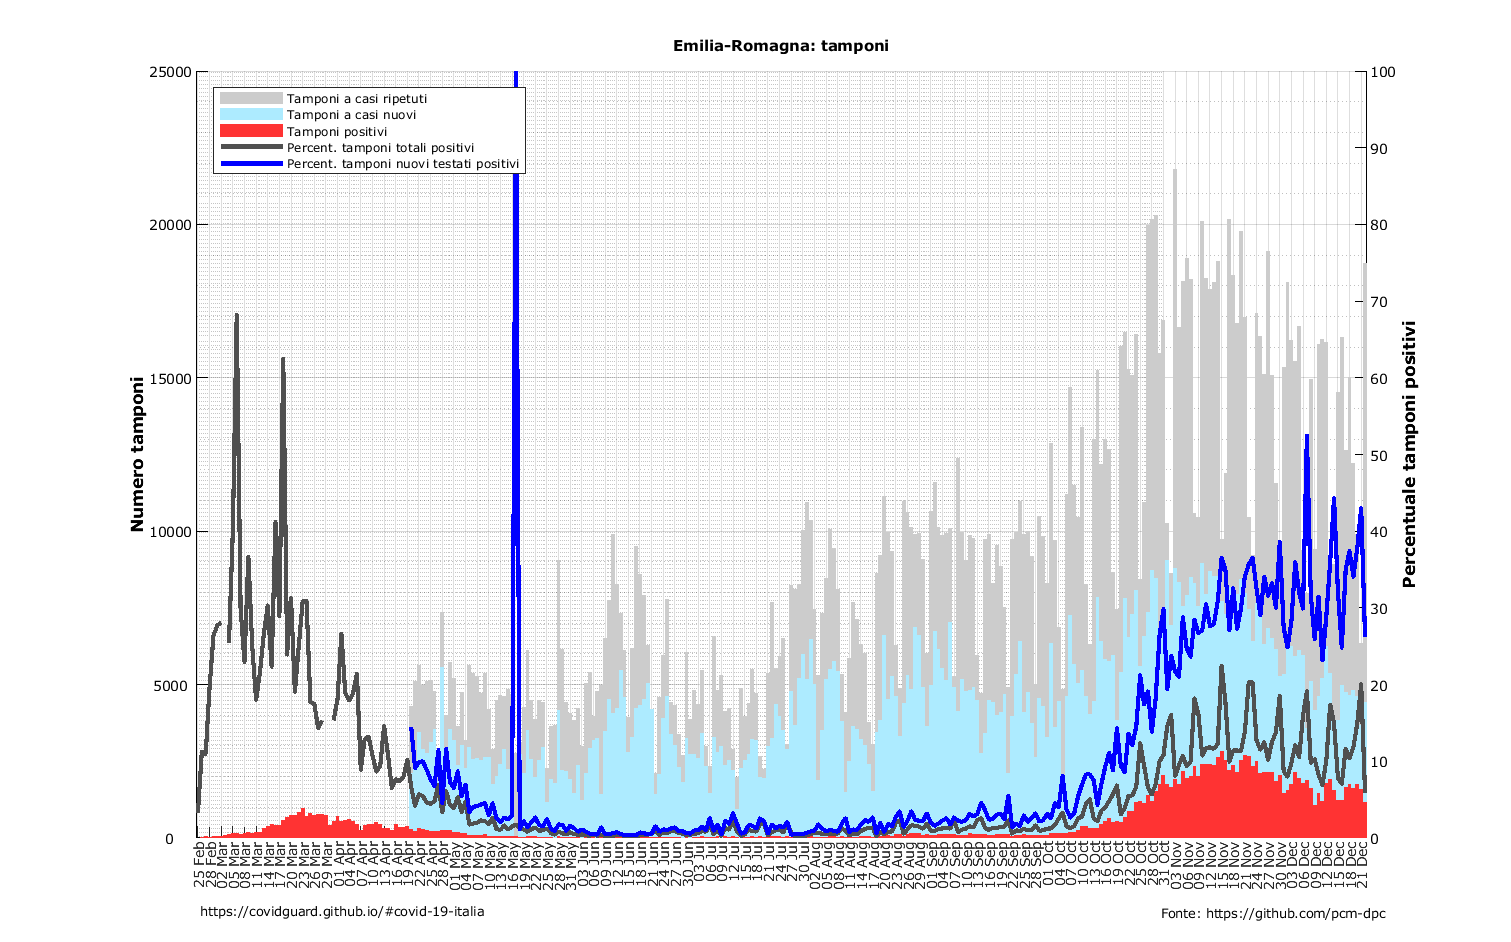 Emilia-Romagna: tamponi
25000
20000
15000
10000
5000
0
Numero tamponi
Tamponi a casi ripetuti
Tamponi a casi nuovi
Tamponi positivi
Percent. tamponi totali positivi
Percent. tamponi nuovi testati positivi
100
90
80
70
60
50
40
30
20
10
0
Percentuale tamponi positivi
25 Feb
28 Feb
02 Mar
05 Mar
08 Mar
11 Mar
14 Mar
17 Mar
20 Mar
23 Mar
26 Mar
29 Mar
01 Apr
04 Apr
07 Apr
10 Apr
13 Apr
16 Apr
19 Apr
22 Apr
25 Apr
28 Apr
01 May
04 May
07 May
10 May
13 May
16 May
19 May
22 May
25 May
28 May
31 May
03 Jun
06 Jun
09 Jun
12 Jun
15 Jun
18 Jun
21 Jun
24 Jun
27 Jun
30 Jun
03 Jul
06 Jul
09 Jul
12 Jul
15 Jul
18 Jul
21 Jul
24 Jul
27 Jul
30 Jul
02 Aug
05 Aug
08 Aug
11 Aug
14 Aug
17 Aug
20 Aug
23 Aug
26 Aug
29 Aug
01 Sep
04 Sep
07 Sep
10 Sep
13 Sep
16 Sep
19 Sep
22 Sep
25 Sep
28 Sep
01 Oct
04 Oct
07 Oct
10 Oct
13 Oct
16 Oct
19 Oct
22 Oct
25 Oct
28 Oct
31 Oct
03 Nov
06 Nov
09 Nov
12 Nov
15 Nov
18 Nov
21 Nov
24 Nov
27 Nov
30 Nov
03 Dec
06 Dec
09 Dec
12 Dec
15 Dec
18 Dec
21 Dec
https://covidguard.github.io/#covid-19-italia
Fonte: https://github.com/pcm-dpc